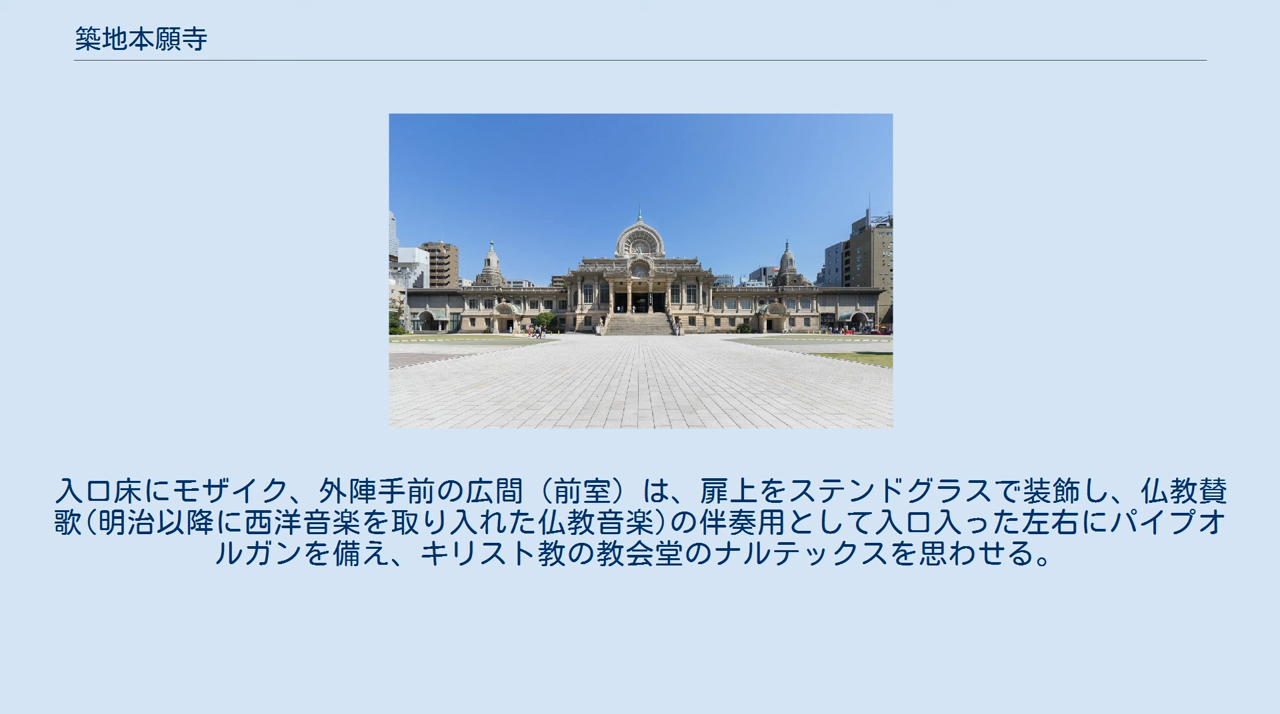 築地本願寺
入口床にモザイク、外陣手前の広間（前室）は、扉上をステンドグラスで装飾し、仏教賛
歌(明治以降に西洋音楽を取り入れた仏教音楽)の伴奏用として入口入った左右にパイプオ
ルガンを備え、キリスト教の教会堂のナルテックスを思わせる。